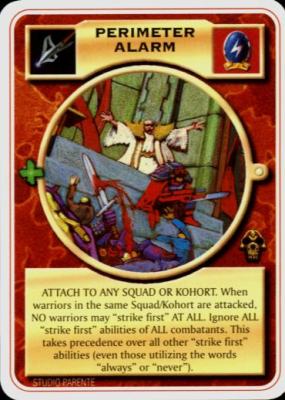 PERIMETER
ALARM
ATTACH TO ANY SQUAD OR KOHORT. When
warriors in the same Squad/Kohort are attacked,
NO warriors may “strike first” AT ALL. Ignore ALL
“strike first” abilities of ALL combatants. This
takes precedence over all other “strike first”
abilities (even those utilizing the words
“always” or “never”).
STUDIO PARENTE